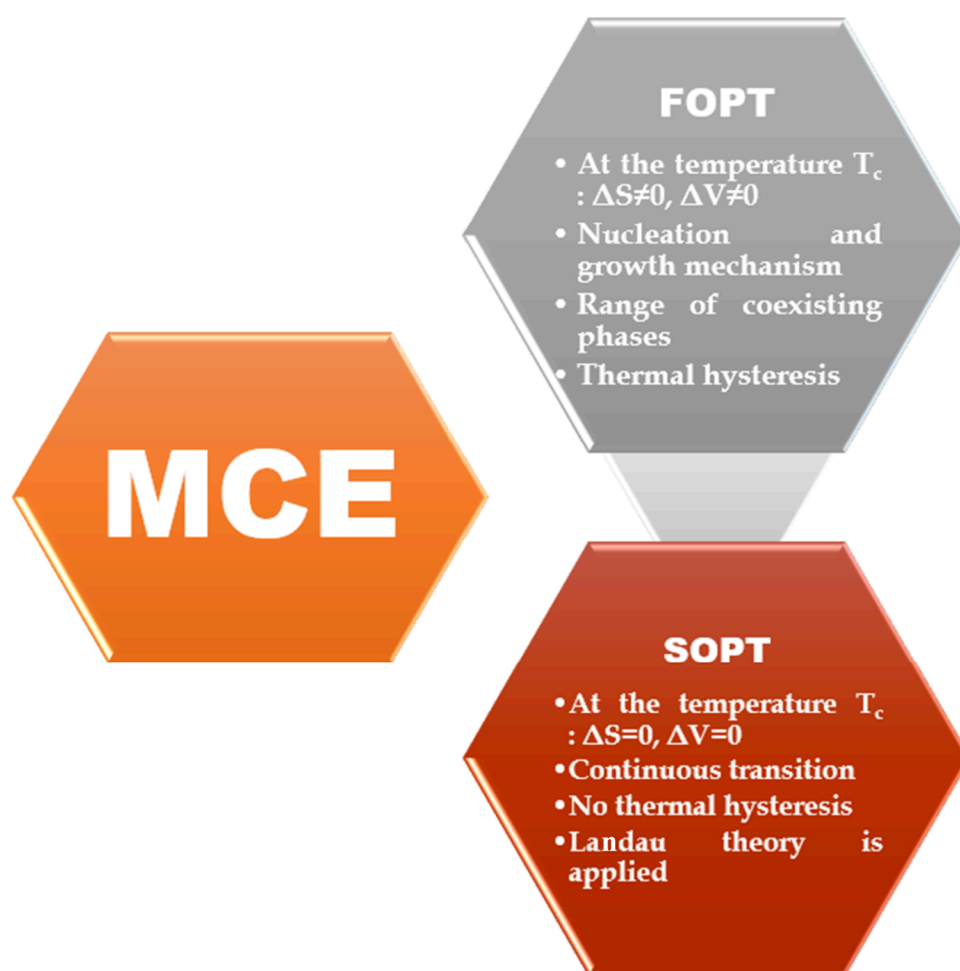 MCE
FOPT
• At the temperature Tc
: ΔS≠0, ΔV≠0
• Nucleation and
growth mechanism
• Range of coexisting
phases
• Thermal hysteresis
SOPT
•At the temperature Tc
: ΔS=0, ΔV=0
•Continuous transition
•No thermal hysteresis
•Landau theory is
applied